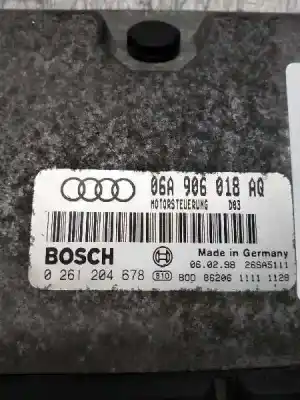 06A 906 018 AQ
MOTORSTEUERUNG D03
BOSCH
Made in Germany
0 261 204 678 B10
06.02.98 26SA5111
800 86206 1111 1128